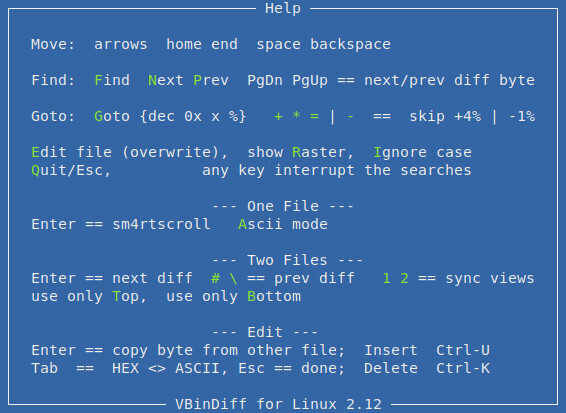 Help
Move:  arrows  home end  space backspace
Find:  Find  Next Prev  PgDn PgUp == next/prev diff byte
Goto:  Goto {dec 0x x %}   + * = | -  ==  skip +4% | -1%
Edit file (overwrite),  show Raster,  Ignore case
Quit/Esc,          any key interrupt the searches
--- One File ---
Enter == sm4rtscroll   Ascii mode
--- Two Files ---
Enter == next diff  # \ == prev diff   1 2 == sync views
use only Top,  use only Bottom
--- Edit ---
Enter == copy byte from other file;  Insert  Ctrl-U
Tab  ==  HEX <> ASCII, Esc == done;  Delete  Ctrl-K
VBinDiff for Linux 2.12